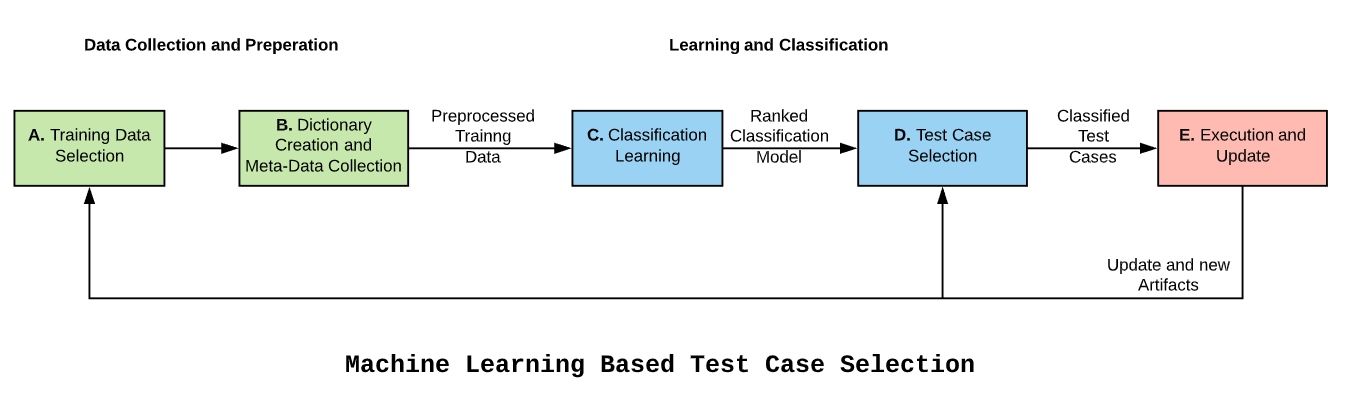 Data Collection and Preperation
Learning and Classification
A. Training Data
Selection
B. Dictionary
Creation and
Meta-Data Collection
Preprocessed
Trainng
Data
C. Classification
Learning
Ranked
Classification
Model
D. Test Case
Selection
Classified
Test
Cases
E. Execution and
Update
Update and new
Artifacts
Machine Learning Based Test Case Selection